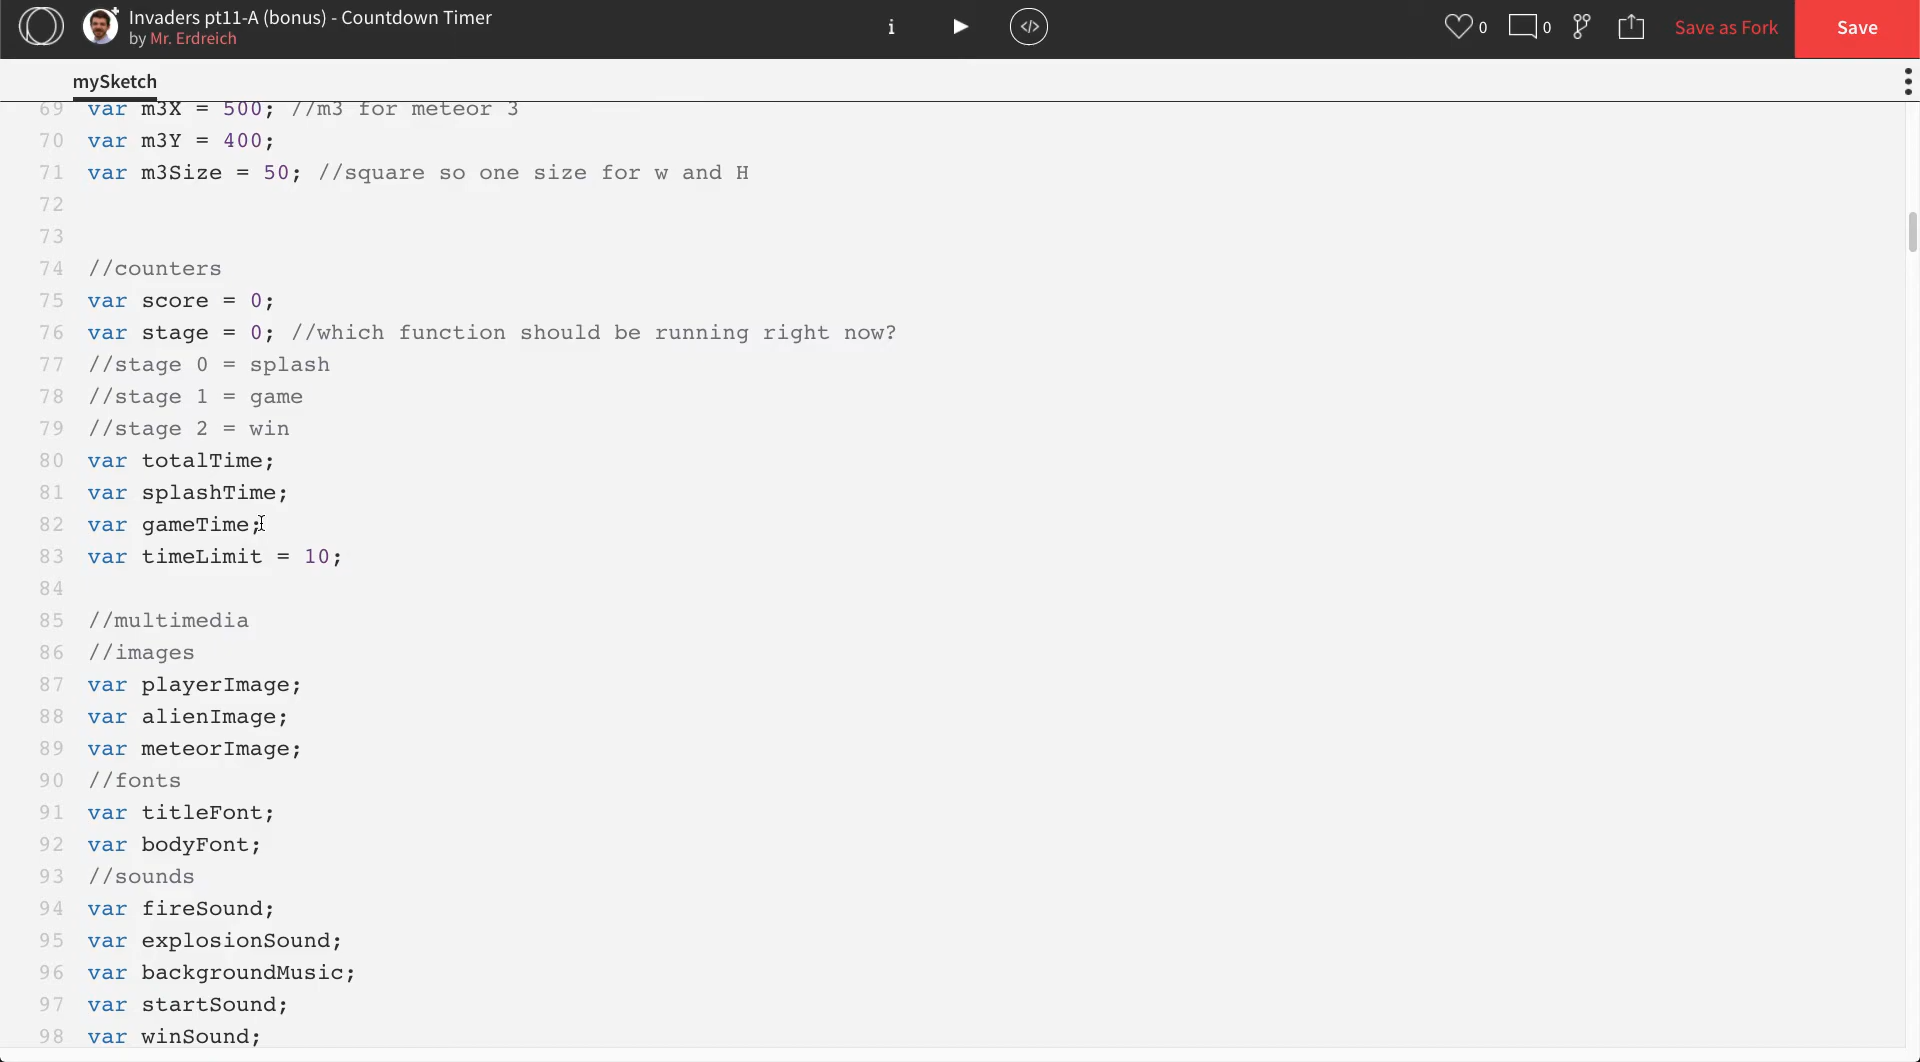 Invaders pt11-A (bonus) - Countdown Timer
by Mr. Erdreich
i
</>
0
0
Save as Fork
Save
mySketch
69 var m3X = 500; //m3 for meteor 3
70 var m3Y = 400;
71 var m3Size = 50; //square so one size for w and H
72
73
74 //counters
75 var score = 0;
76 var stage = 0; //which function should be running right now?
77 //stage 0 = splash
78 //stage 1 = game
79 //stage 2 = win
80 var totalTime;
81 var splashTime;
82 var gameTime;
83 var timeLimit = 10;
84
85 //multimedia
86 //images
87 var playerImage;
88 var alienImage;
89 var meteorImage;
90 //fonts
91 var titleFont;
92 var bodyFont;
93 //sounds
94 var fireSound;
95 var explosionSound;
96 var backgroundMusic;
97 var startSound;
98 var winSound;